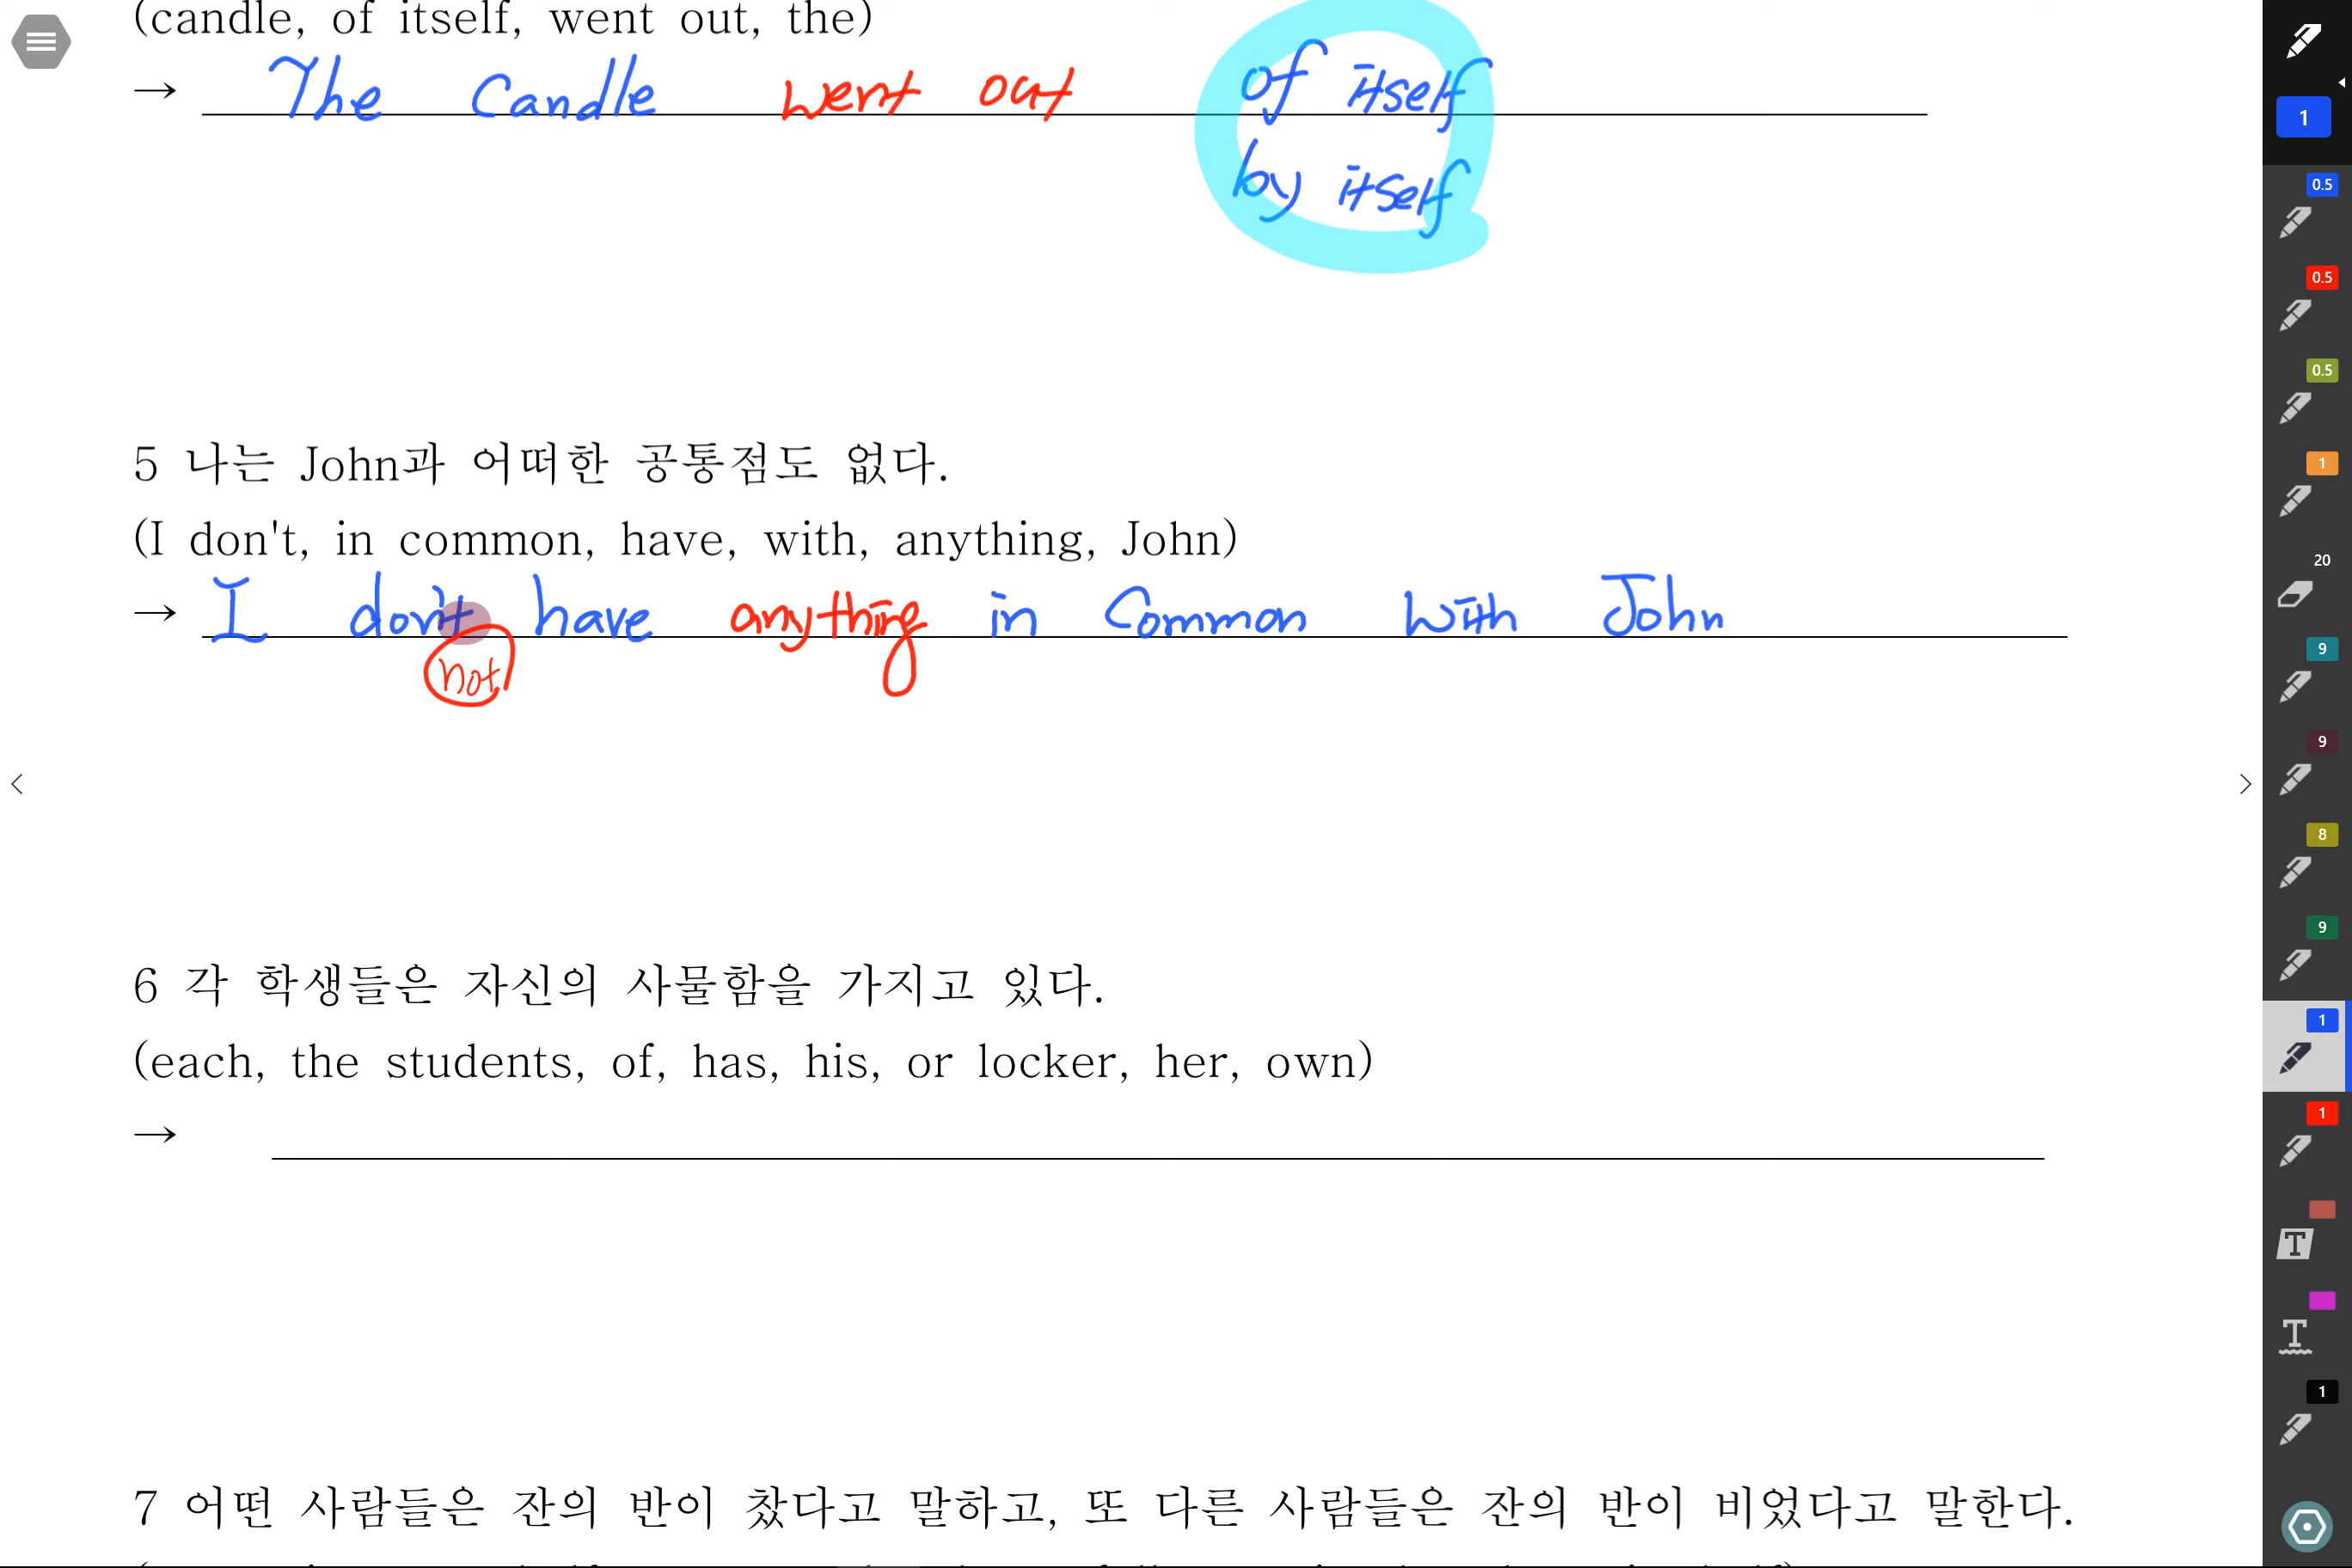 (candle, of itself, went out, the)
→ The Candle went out of itself
by itself
5 나는 John과 어떠한 공통점도 없다.
(I don't, in common, have, with, anything, John)
→ I don't have anything in Common with John
not
6 각 학생들은 자신의 사물함을 가지고 있다.
(each, the students, of, has, his, or locker, her, own)
→
7 어떤 사람들은 잔의 반이 찼다고 말하고, 또 다른 사람들은 잔의 반이 비었다고 말한다.
1
0.5
0.5
0.5
1
20
9
9
8
9
1
1
T
T
1